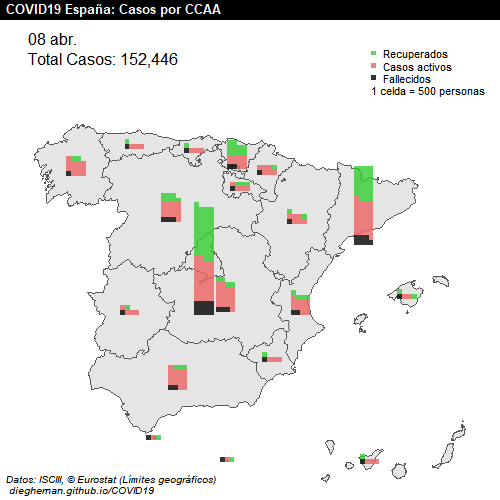 COVID19 España: Casos por CCAA
08 abr.
Total Casos: 152,446
Recuperados
Casos activos
Fallecidos
1 celda = 500 personas
Datos: ISCIII, © Eurostat (Límites geográficos)
diegheman.github.io/COVID19